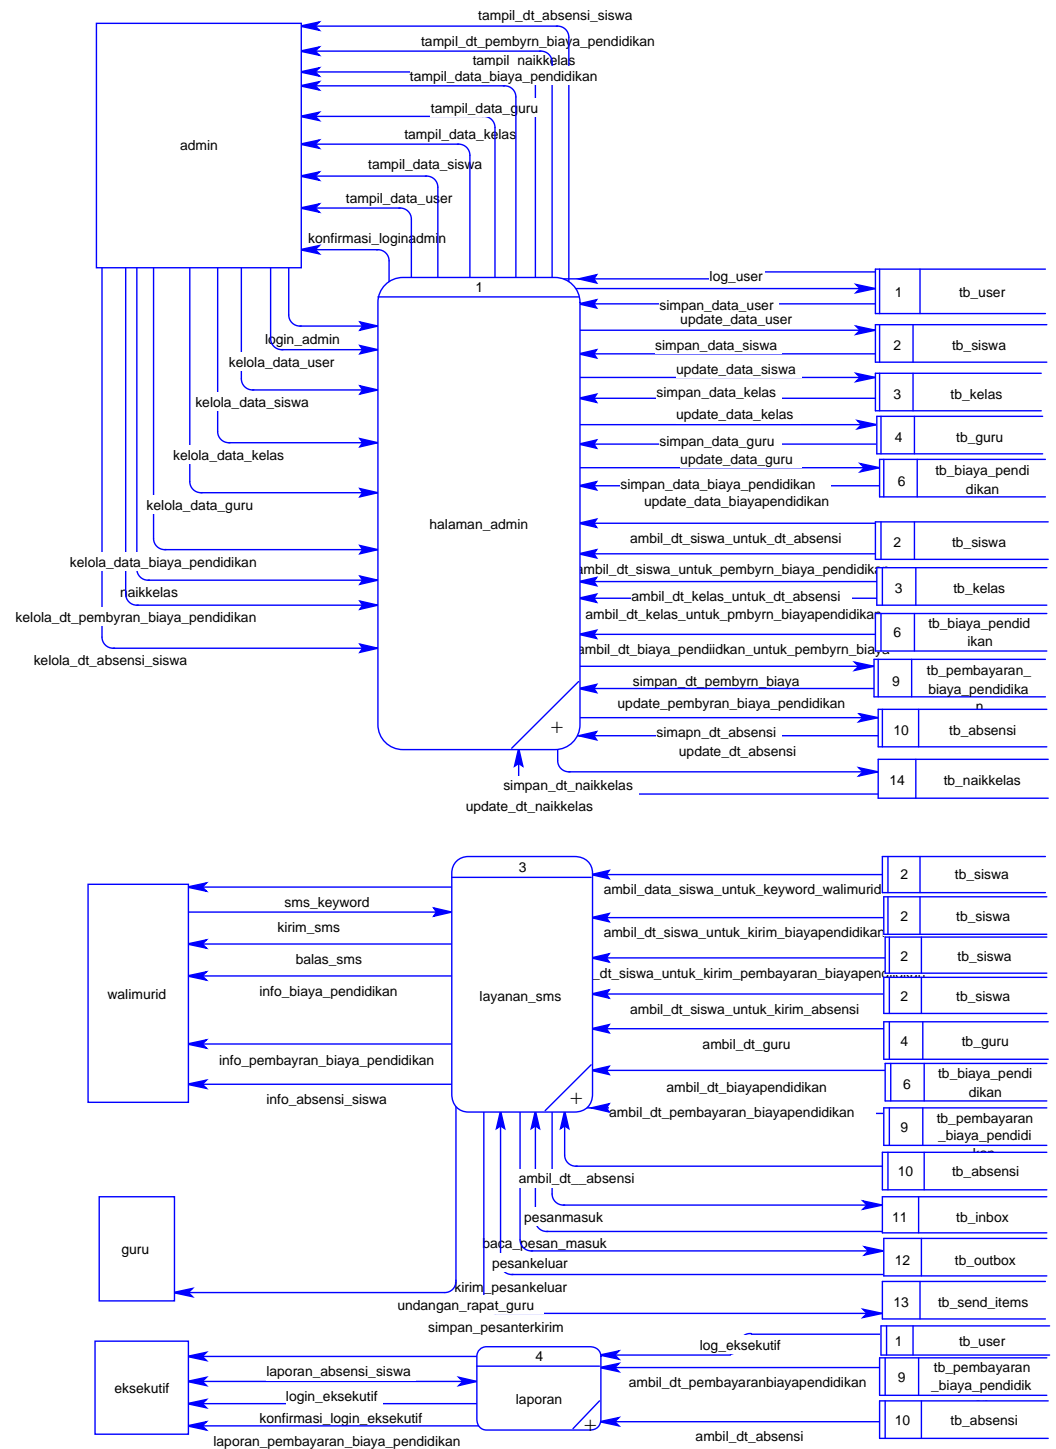 tampil_dt_absensi_siswa
tampil_dt_pembyrn_biaya_pendidikan
tampil_naikkelas
tampil_data_biaya_pendidikan
tampil_data_guru
tampil_data_kelas
tampil_data_siswa
tampil_data_user
konfirmasi_loginadmin
admin
login_admin
kelola_data_user
kelola_data_siswa
kelola_data_kelas
kelola_data_guru
kelola_data_biaya_pendidikan
naikkelas
kelola_dt_pembyran_biaya_pendidikan
kelola_dt_absensi_siswa
1
halaman_admin
+
log_user
simpan_data_user
update_data_user
simpan_data_siswa
update_data_siswa
simpan_data_kelas
update_data_kelas
simpan_data_guru
update_data_guru
simpan_data_biaya_pendidikan
update_data_biayapendidikan
ambil_dt_siswa_untuk_dt_absensi
ambil_dt_siswa_untuk_pembyrn_biaya_pendidika
ambil_dt_kelas_untuk_dt_absensi
ambil_dt_kelas_untuk_pmbyrn_biayapendidikan
ambil_dt_biaya_pendiidkan_untuk_pembyrn_biaya
simpan_dt_pembyrn_biaya
update_pembyran_biaya_pendidikan
simapn_dt_absensi
update_dt_absensi
simpan_dt_naikkelas
update_dt_naikkelas
1 tb_user
2 tb_siswa
3 tb_kelas
4 tb_guru
6 tb_biaya_pendi
dikan
2 tb_siswa
3 tb_kelas
6 tb_biaya_pendid
ikan
9 tb_pembayaran_
biaya_pendidika
n
10 tb_absensi
14 tb_naikkelas
walimurid
sms_keyword
kirim_sms
balas_sms
info_biaya_pendidikan
info_pembayran_biaya_pendidikan
info_absensi_siswa
3
layanan_sms
+
ambil_data_siswa_untuk_keyword_walimurid
ambil_dt_siswa_untuk_kirim_biayapendidikan
_dt_siswa_untuk_kirim_pembayaran_biayapendidikan
ambil_dt_siswa_untuk_kirim_absensi
ambil_dt_guru
ambil_dt_biayapendidikan
ambil_dt_pembayaran_biayapendidikan
ambil_dt__absensi
pesanmasuk
baca_pesan_masuk
pesankeluar
kirim_pesankeluar
undangan_rapat_guru
simpan_pesanterkirim
2 tb_siswa
2 tb_siswa
2 tb_siswa
2 tb_siswa
4 tb_guru
6 tb_biaya_pendi
dikan
9 tb_pembayaran
_biaya_pendidi
kan
10 tb_absensi
11 tb_inbox
12 tb_outbox
13 tb_send_items
guru
eksekutif
laporan_absensi_siswa
login_eksekutif
konfirmasi_login_eksekutif
laporan_pembayaran_biaya_pendidikan
4
laporan
+
log_eksekutif
ambil_dt_pembayaranbiayapendidikan
ambil_dt_absensi
1 tb_user
9 tb_pembayaran
_biaya_pendidik
10 tb_absensi